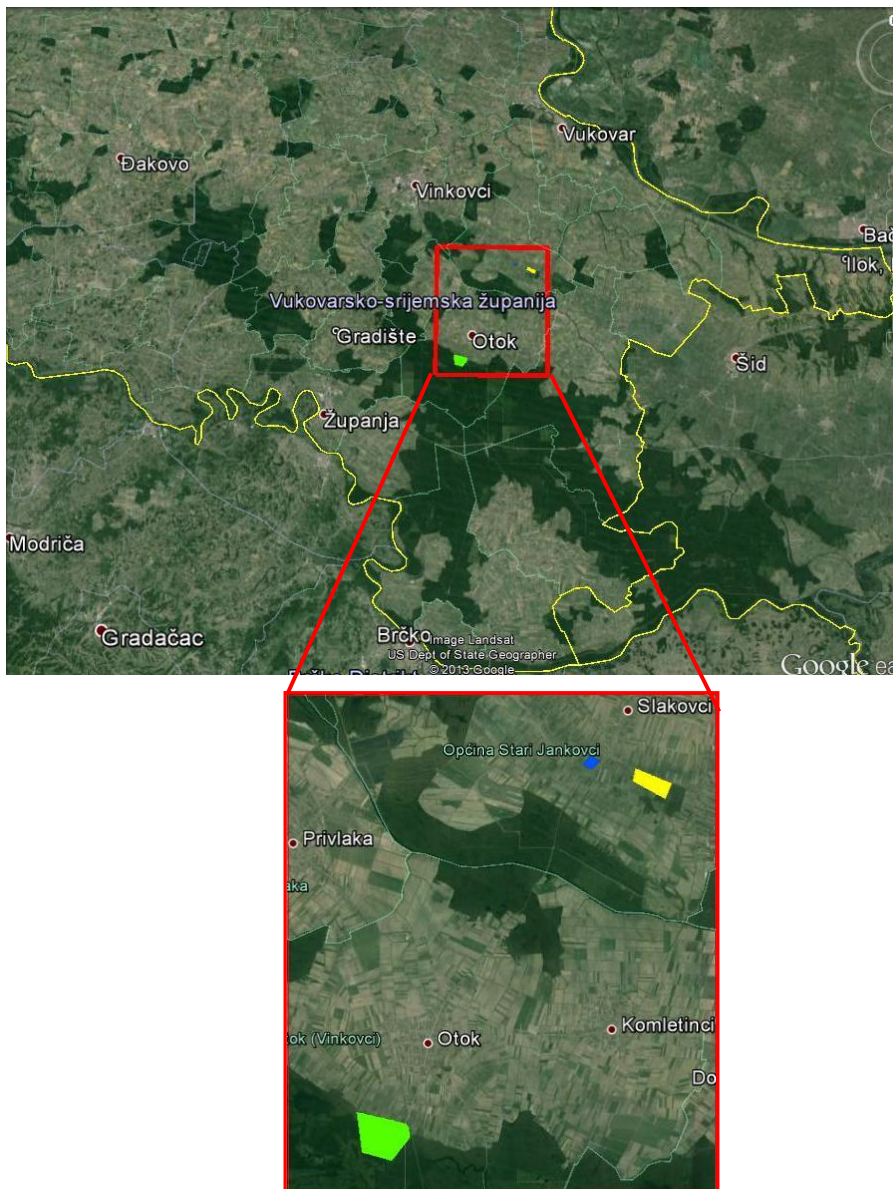 Vukovar
Đakovo
Vinkovci
Bač
Ilok,
Vukovarsko-srijemska županija
Gradište
Otok
Šid
Županja
Modriča
Gradačac
Brčko
Image Landsat
US Dept of State Geographer
© 2013 Google
Google ea
Slakovci
Općina Stari Jankovci
Privlaka
aka
Komletinci
tok (Vinkovci)
Otok
Do